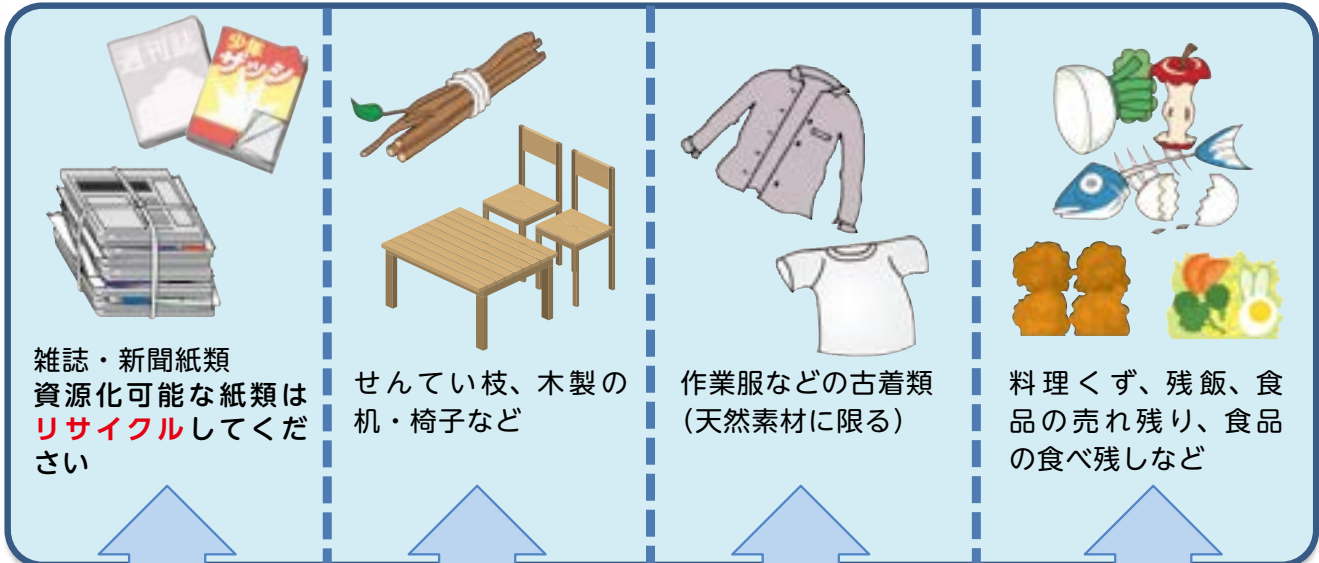 週刊誌
少年
ザッシ
雑誌・新聞紙類
資源化可能な紙類は
リサイクルしてくだ
さい
せんてい枝、木製の
机・椅子など
作業服などの古着類
（天然素材に限る）
料理くず、残飯、食
品の売れ残り、食品
の食べ残しなど